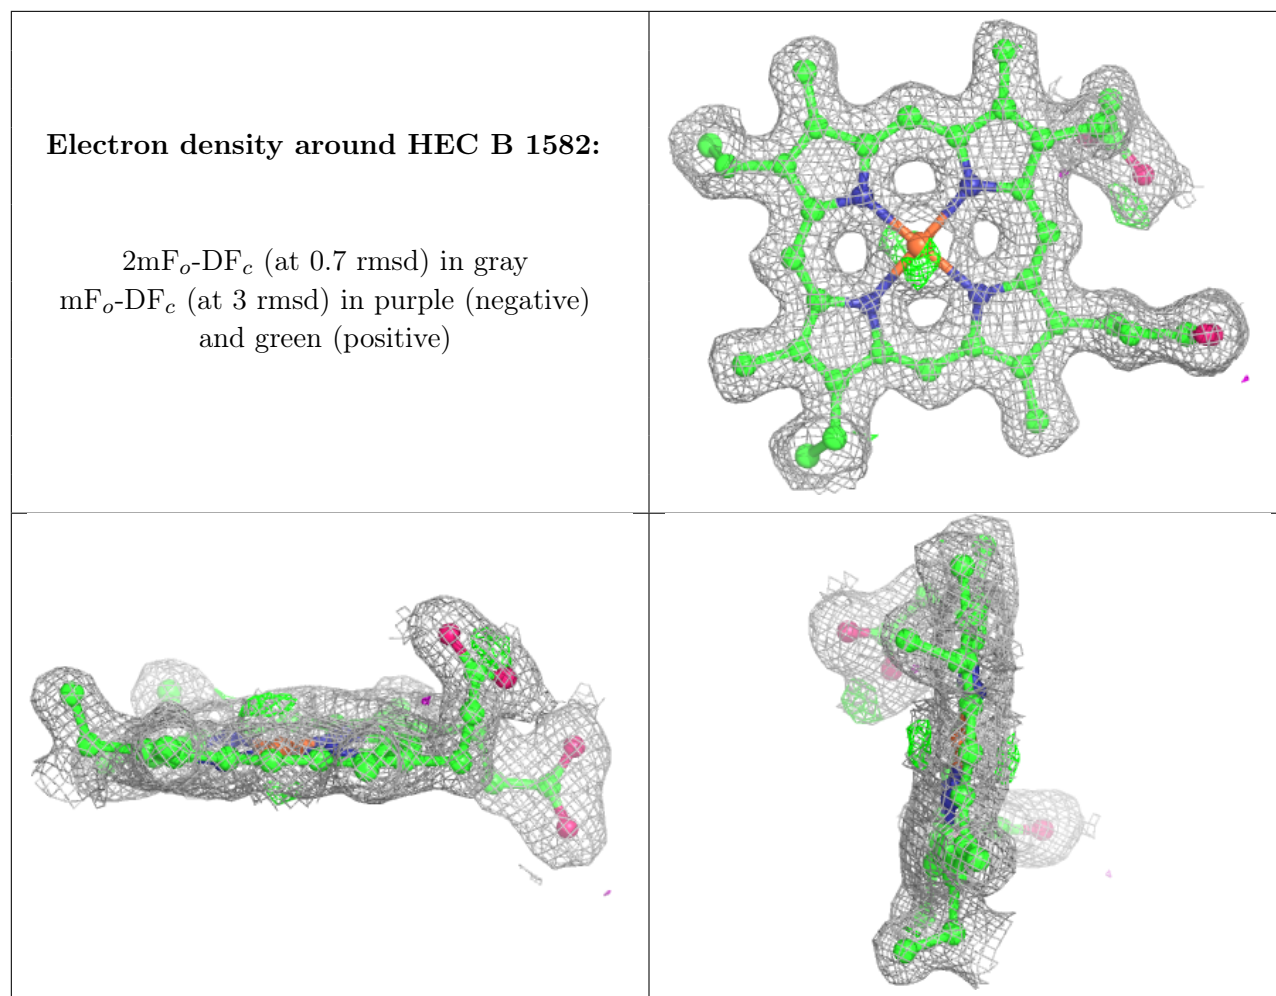 Electron density around HEC B 1582:
2mFo-DFc (at 0.7 rmsd) in gray
mFo-DFc (at 3 rmsd) in purple (negative)
and green (positive)